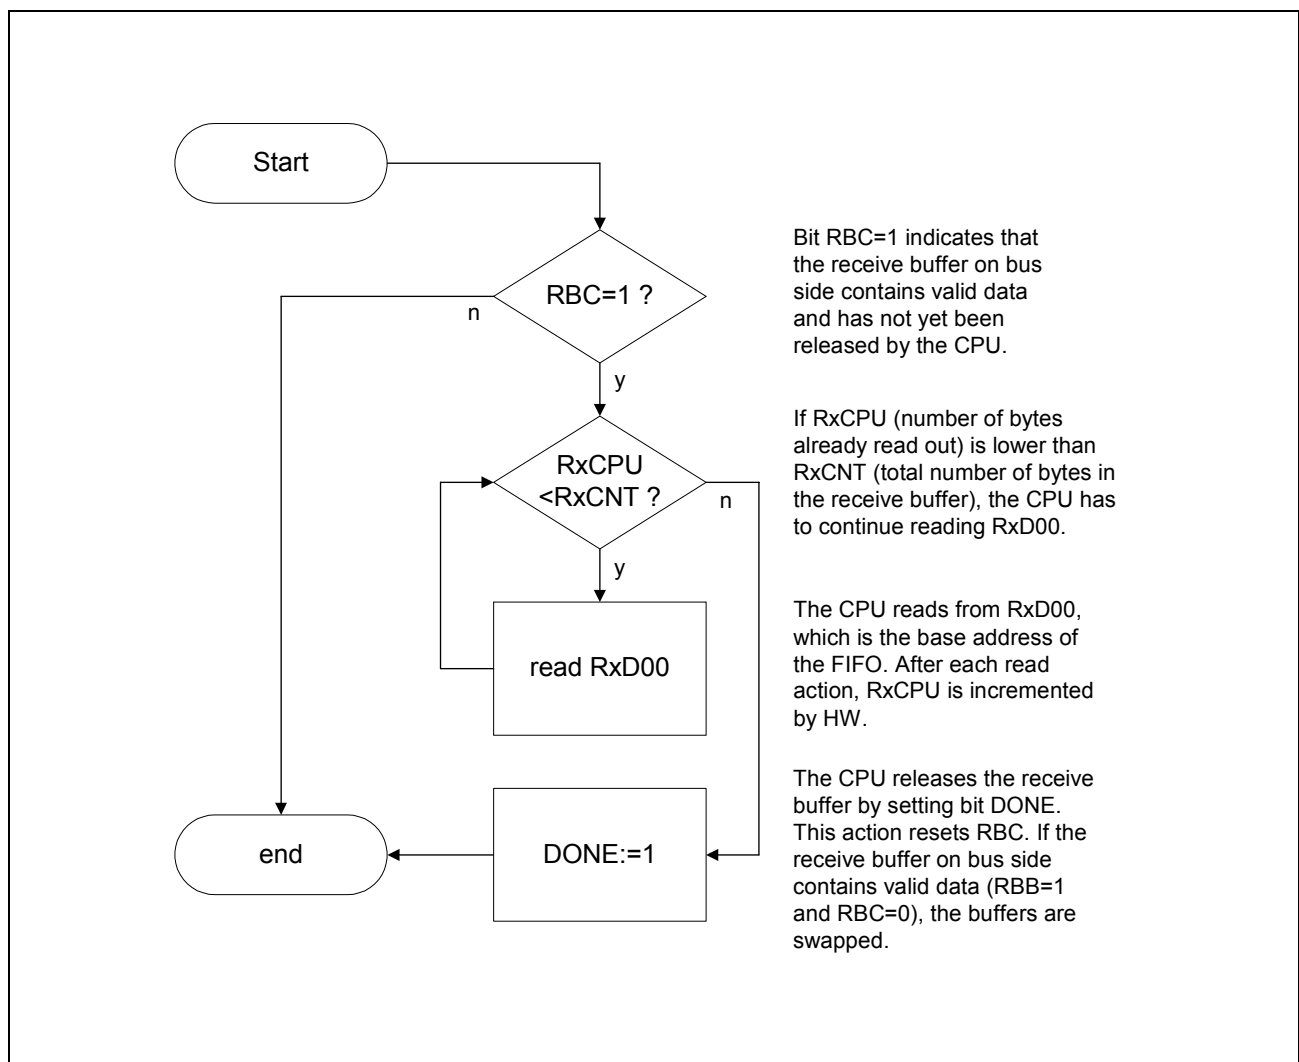 Start
RBC=1 ?
n
y
Bit RBC=1 indicates that
the receive buffer on bus
side contains valid data
and has not yet been
released by the CPU.
RxCPU
<RxCNT ?
n
y
If RxCPU (number of bytes
already read out) is lower than
RxCNT (total number of bytes in
the receive buffer), the CPU has
to continue reading RxD00.
read RxD00
The CPU reads from RxD00,
which is the base address of
the FIFO. After each read
action, RxCPU is incremented
by HW.
end
DONE:=1
The CPU releases the receive
buffer by setting bit DONE.
This action resets RBC. If the
receive buffer on bus side
contains valid data (RBB=1
and RBC=0), the buffers are
swapped.